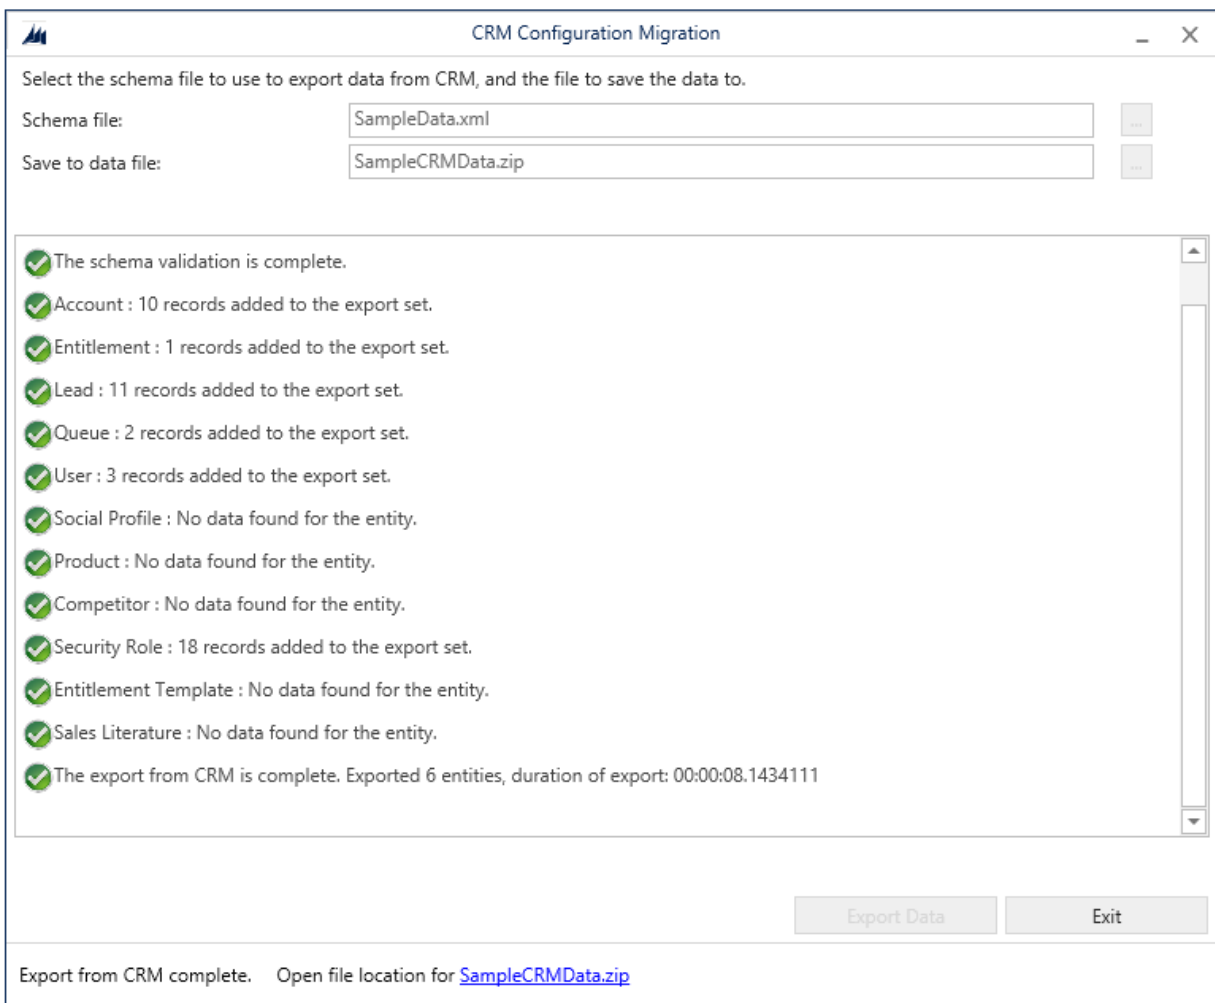 CRM Configuration Migration
Select the schema file to use to export data from CRM, and the file to save the data to.
Schema file: SampleData.xml ...
Save to data file: SampleCRMData.zip ...
The schema validation is complete.
Account : 10 records added to the export set.
Entitlement : 1 records added to the export set.
Lead : 11 records added to the export set.
Queue : 2 records added to the export set.
User : 3 records added to the export set.
Social Profile : No data found for the entity.
Product : No data found for the entity.
Competitor : No data found for the entity.
Security Role : 18 records added to the export set.
Entitlement Template : No data found for the entity.
Sales Literature : No data found for the entity.
The export from CRM is complete. Exported 6 entities, duration of export: 00:00:08.1434111
Export Data Exit
Export from CRM complete. Open file location for SampleCRMData.zip